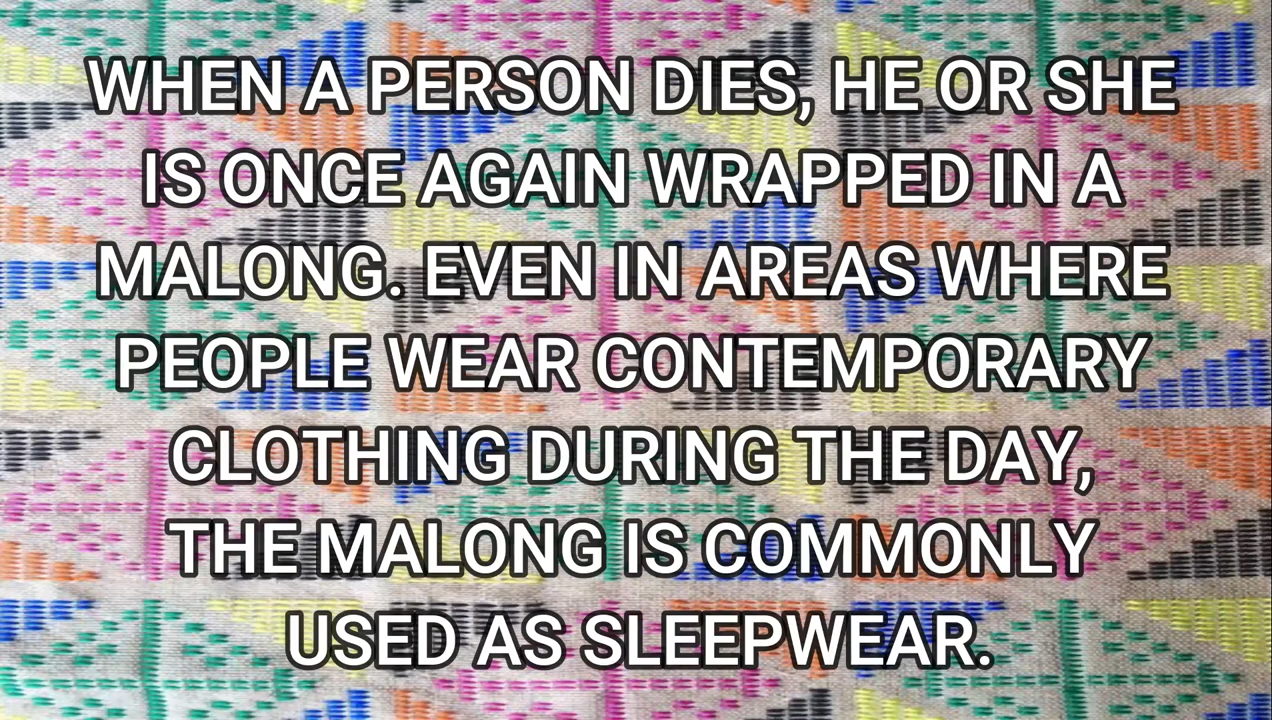 WHEN A PERSON DIES, HE OR SHE
IS ONCE AGAIN WRAPPED IN A
MALONG. EVEN IN AREAS WHERE
PEOPLE WEAR CONTEMPORARY
CLOTHING DURING THE DAY,
THE MALONG IS COMMONLY
USED AS SLEEPWEAR.